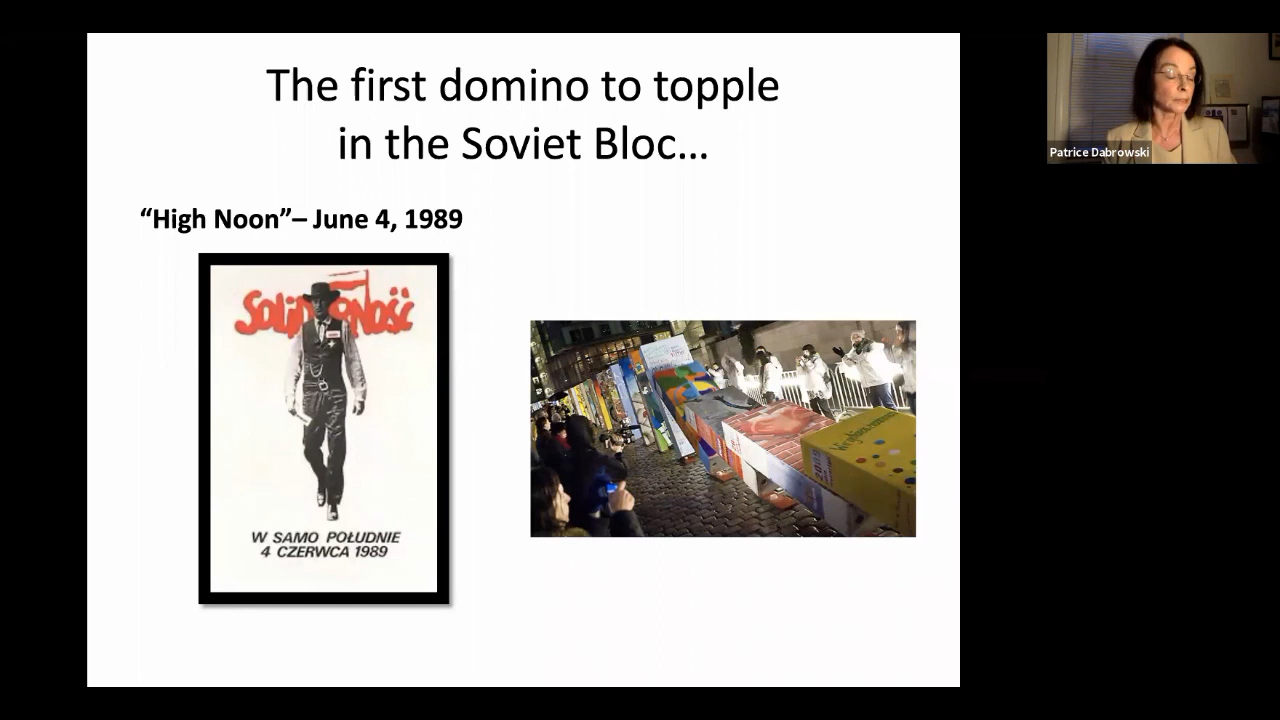 The first domino to topple
in the Soviet Bloc...
“High Noon”– June 4, 1989
SOLIDARNOŚĆ
W SAMO POŁUDNIE
4 CZERWCA 1989
Patrice Dabrowski